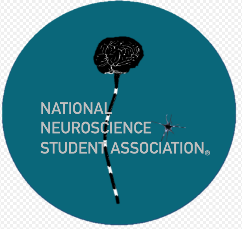 NATIONAL
NEUROSCIENCE
STUDENT ASSOCIATION®